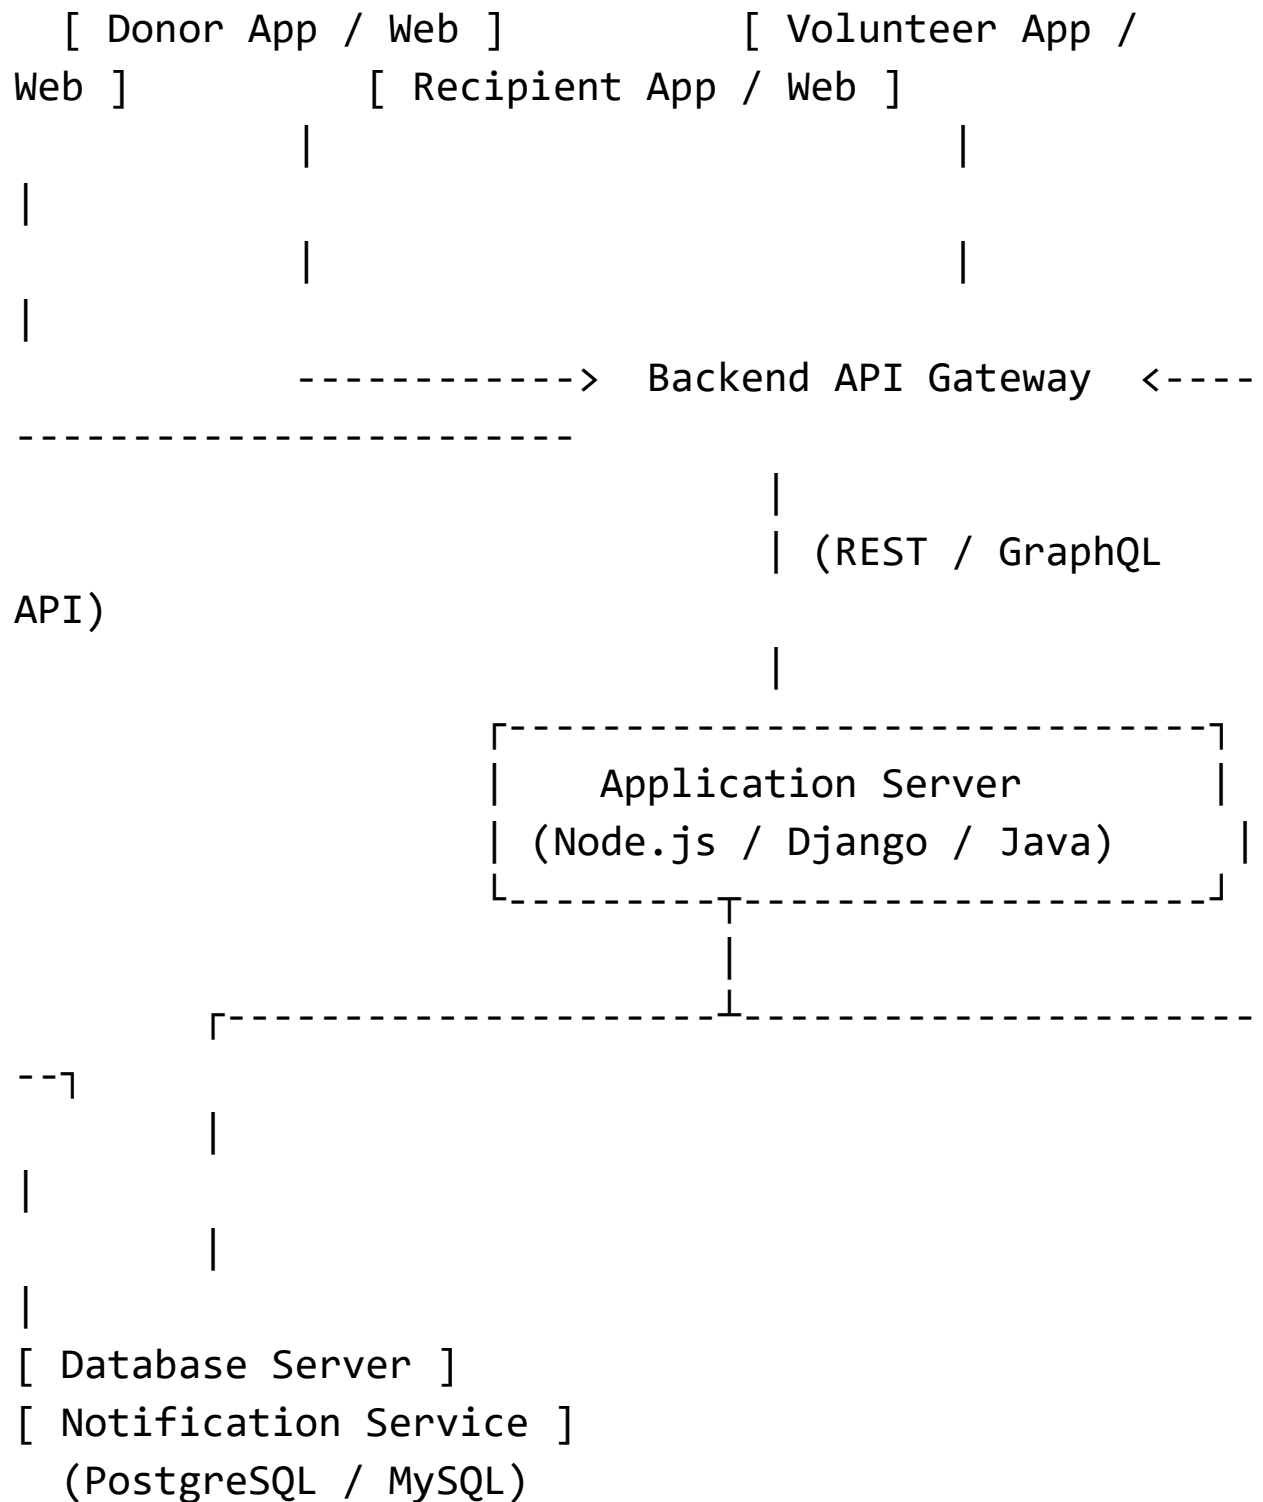 [ Donor App / Web ]          [ Volunteer App /
Web ]          [ Recipient App / Web ]
            |                           |
|
            |                           |
|
            ------------>  Backend API Gateway  <----
------------------------
                                |
                                | (REST / GraphQL
API)
                                |
                    ┌------------------------------┐
                    |    Application Server        |
                    | (Node.js / Django / Java)     |
                    └---------┬--------------------┘
                              |
        ┌---------------------┴----------------------
--┐
        |
|
        |
|
[ Database Server ]
[ Notification Service ]
  (PostgreSQL / MySQL)